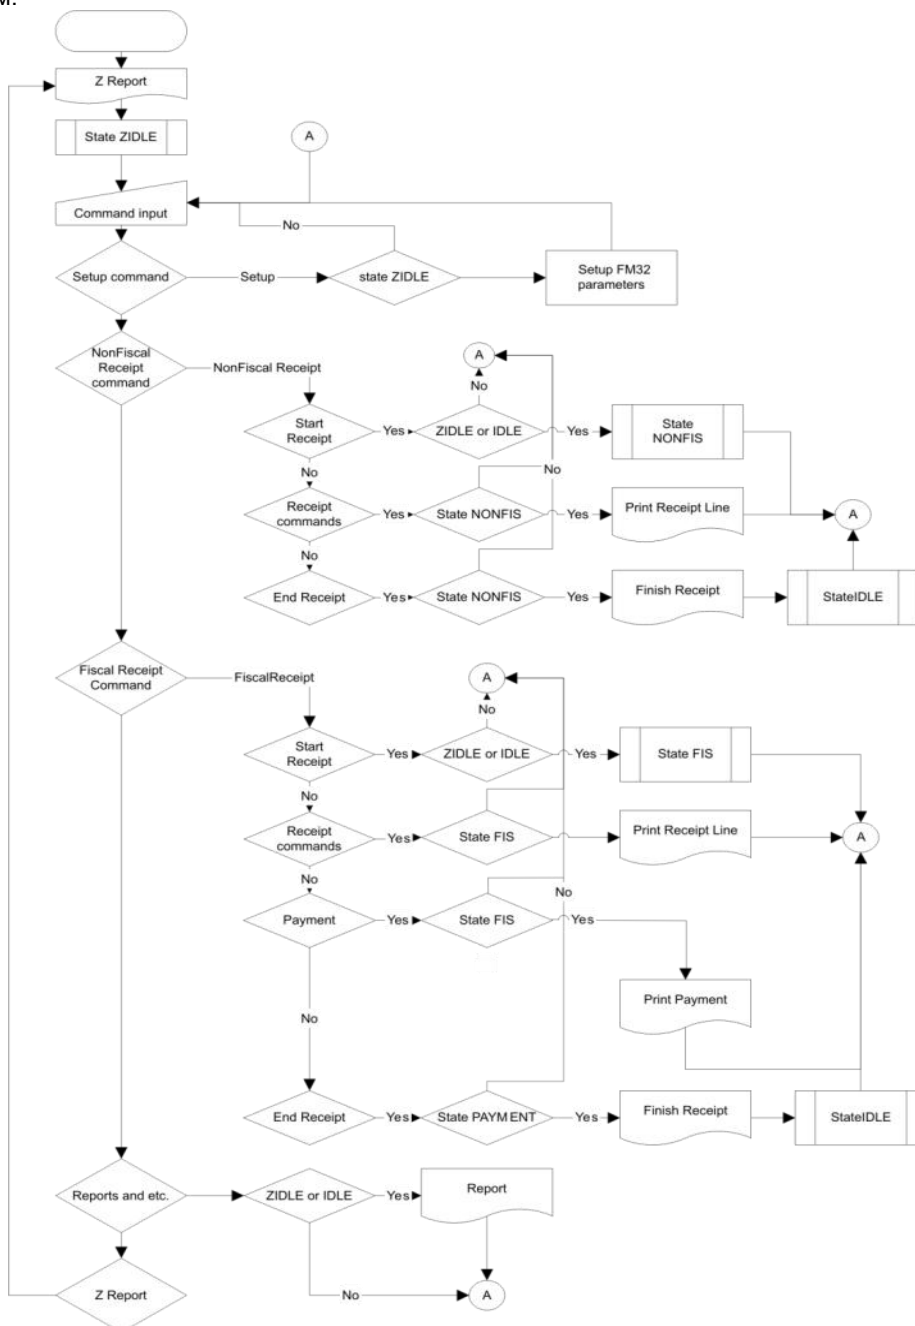 M.
Z Report
State ZIDLE
A
Command input
No
Setup command
Setup
state ZIDLE
Setup FM32
parameters
NonFiscal
Receipt
command
NonFiscal Receipt
A
No
Start
Receipt
Yes
ZIDLE or IDLE
Yes
State
NONFIS
No
No
Receipt
commands
Yes
State NONFIS
Yes
Print Receipt Line
A
No
End Receipt
Yes
State NONFIS
Yes
Finish Receipt
StateIDLE
Fiscal Receipt
Command
FiscalReceipt
A
No
Start
Receipt
Yes
ZIDLE or IDLE
Yes
State FIS
No
Receipt
commands
Yes
State FIS
Print Receipt Line
A
No
No
Payment
Yes
State FIS
Yes
Print Payment
No
End Receipt
Yes
State PAYMENT
Yes
Finish Receipt
StateIDLE
Reports and etc.
ZIDLE or IDLE
Yes
Report
Z Report
No
A